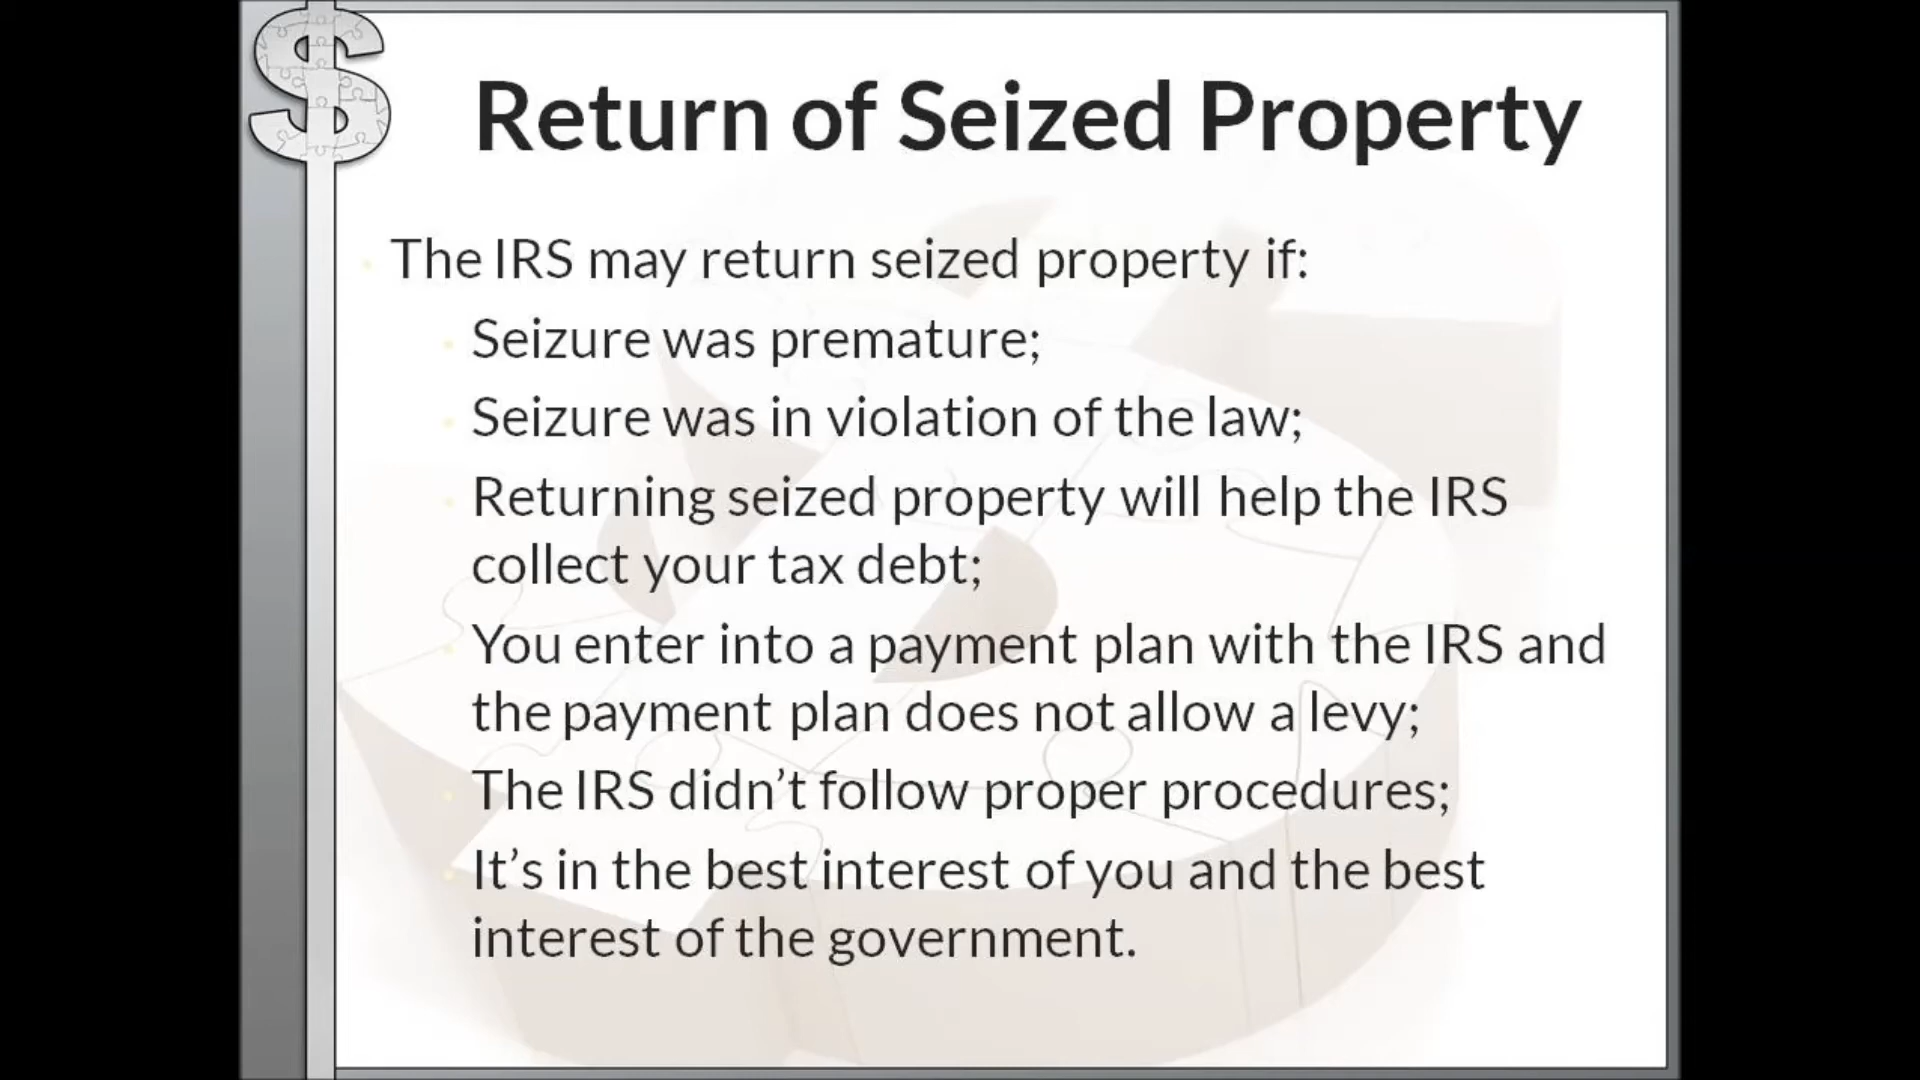 Return of Seized Property
The IRS may return seized property if:
Seizure was premature;
Seizure was in violation of the law;
Returning seized property will help the IRS
collect your tax debt;
You enter into a payment plan with the IRS and
the payment plan does not allow a levy;
The IRS didn’t follow proper procedures;
It’s in the best interest of you and the best
interest of the government.